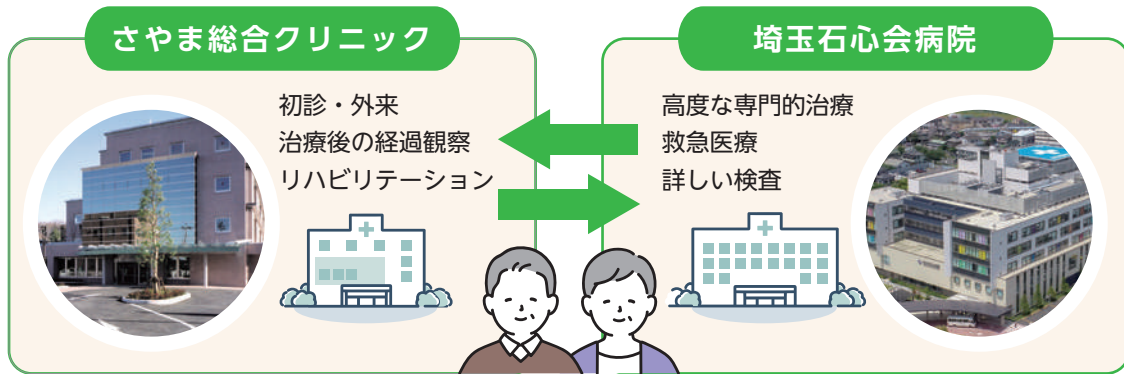 さやま総合クリニック
初診・外来
治療後の経過観察
リハビリテーション
埼玉石心会病院
高度な専門的治療
救急医療
詳しい検査